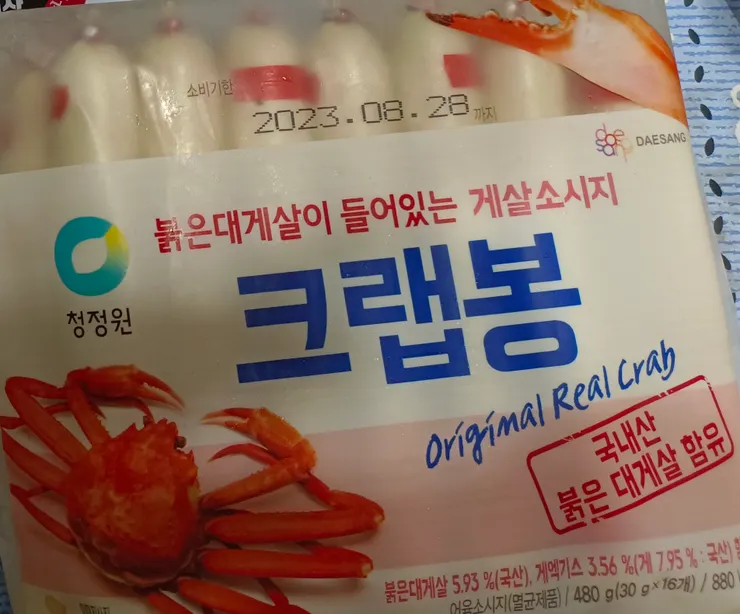 소비기한
2023.08.28 까지
DAESANG
붉은대게살이 들어있는 게살소시지
청정원
크랩봉
Original Real Crab
국내산
붉은 대게살 함유
붉은대게살 5.93 %(국산), 게엑기스 3.56 %(게 7.95 % : 국산)
어육소시지(멸균제품) / 480 g(30 g×16개) / 880